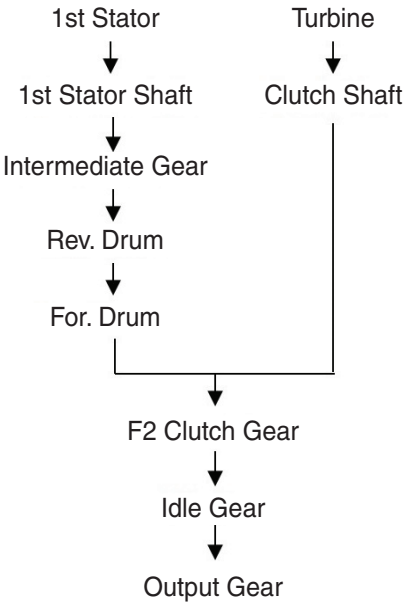 1st Stator
Turbine
1st Stator Shaft
Clutch Shaft
Intermediate Gear
Rev. Drum
For. Drum
F2 Clutch Gear
Idle Gear
Output Gear